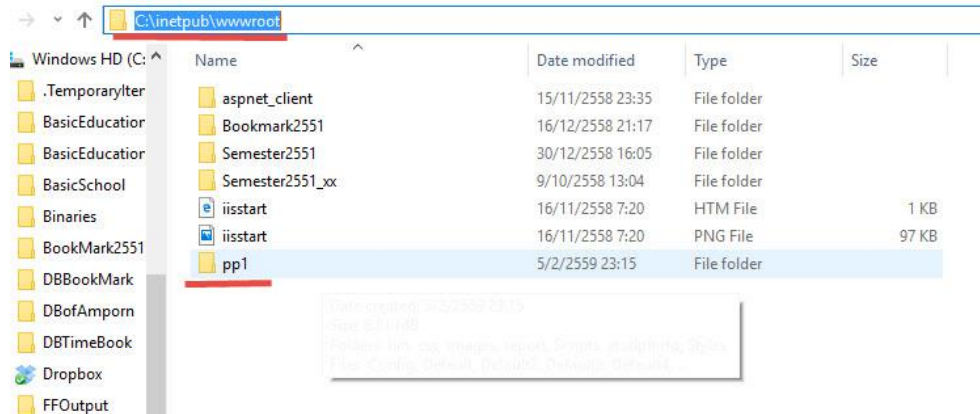 C:\inetpub\wwwroot
Windows HD (C:
Name Date modified Type Size
.TemporaryIter
BasicEducation
BasicEducation
BasicSchool
Binaries
BookMark2551
DBBookMark
DBofAmporn
DBTimeBook
Dropbox
FFOutput
aspnet_client 15/11/2558 23:35 File folder
Bookmark2551 16/12/2558 21:17 File folder
Semester2551 30/12/2558 16:05 File folder
Semester2551_xx 9/10/2558 13:04 File folder
iisstart 16/11/2558 7:20 HTM File 1 KB
iisstart 16/11/2558 7:20 PNG File 97 KB
pp1 5/2/2559 23:15 File folder